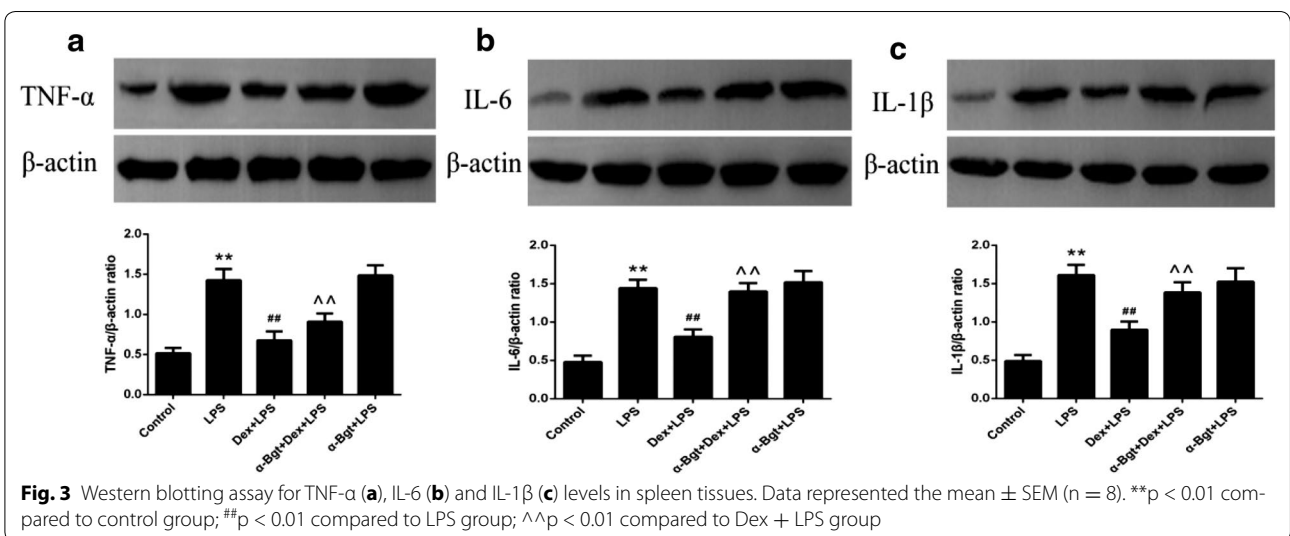 a
b
c
TNF-α
β-actin
IL-6
β-actin
IL-1β
β-actin
TNF-α/β-actin ratio
2.0
1.5
1.0
0.5
0.0
**
##
^^
Control
LPS
Dex+LPS
α-Bgt+Dex+LPS
α-Bgt+LPS
IL-6/β-actin ratio
2.0
1.5
1.0
0.5
0.0
**
##
^^
Control
LPS
Dex+LPS
α-Bgt+Dex+LPS
α-Bgt+LPS
IL-1β/β-actin ratio
2.0
1.5
1.0
0.5
0.0
**
##
^^
Control
LPS
Dex+LPS
α-Bgt+Dex+LPS
α-Bgt+LPS
Fig. 3 Western blotting assay for TNF-α (a), IL-6 (b) and IL-1β (c) levels in spleen tissues. Data represented the mean ± SEM (n = 8). **p < 0.01 com-
pared to control group; ##p < 0.01 compared to LPS group; ^^p < 0.01 compared to Dex + LPS group